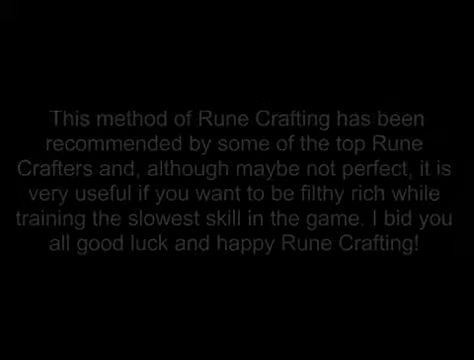 This method of Rune Crafting has been
recommended by some of the top Rune
Crafters and, although maybe not perfect, it is
very useful if you want to be filthy rich while
training the slowest skill in the game. I bid you
all good luck and happy Rune Crafting!